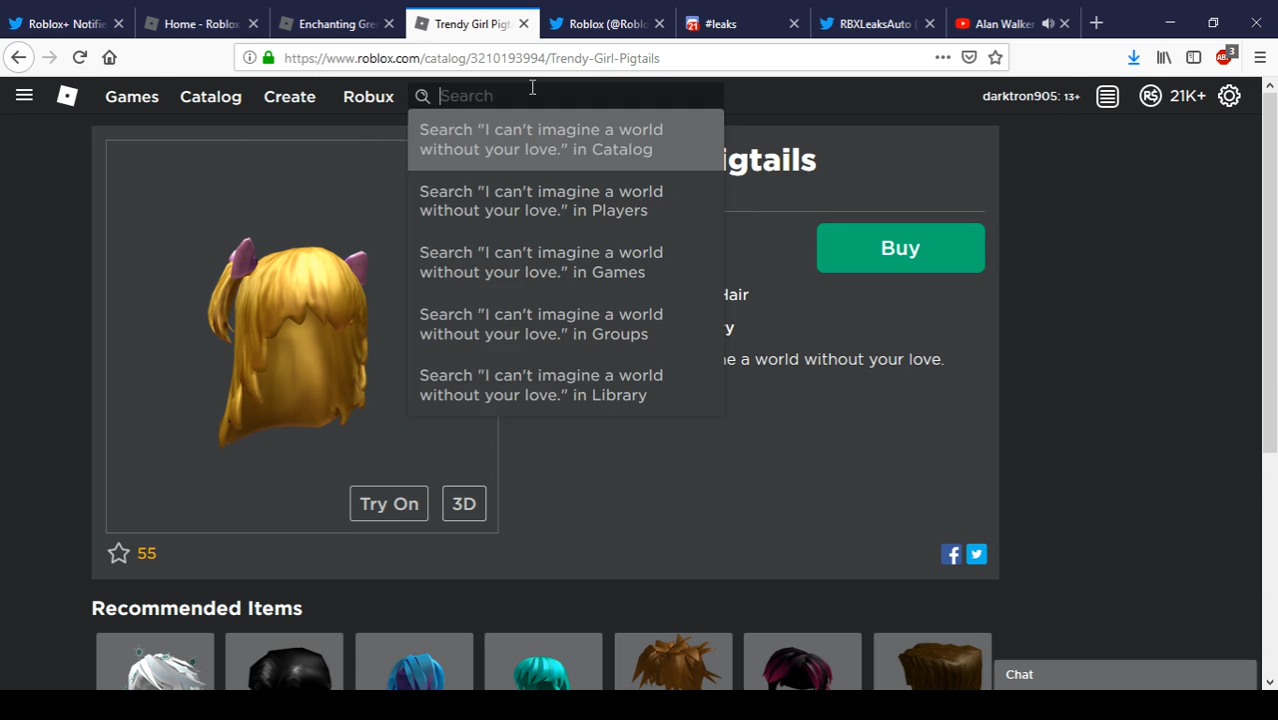 Roblox+ Notifie
Home - Roblox
Enchanting Gre
Trendy Girl Pigt
Roblox (@Roblo
21
#leaks
RBXLeaksAuto (
Alan Walker
https://www.roblox.com/catalog/3210193994/Trendy-Girl-Pigtails
ABP 3
Games
Catalog
Create
Robux
Search
darktron905: 13+
R$ 21K+
Search "I can't imagine a world
without your love." in Catalog
Search "I can't imagine a world
without your love." in Players
Search "I can't imagine a world
without your love." in Games
Search "I can't imagine a world
without your love." in Groups
Search "I can't imagine a world
without your love." in Library
igtails
Buy
Hair
y
e a world without your love.
Try On
3D
55
Recommended Items
Chat